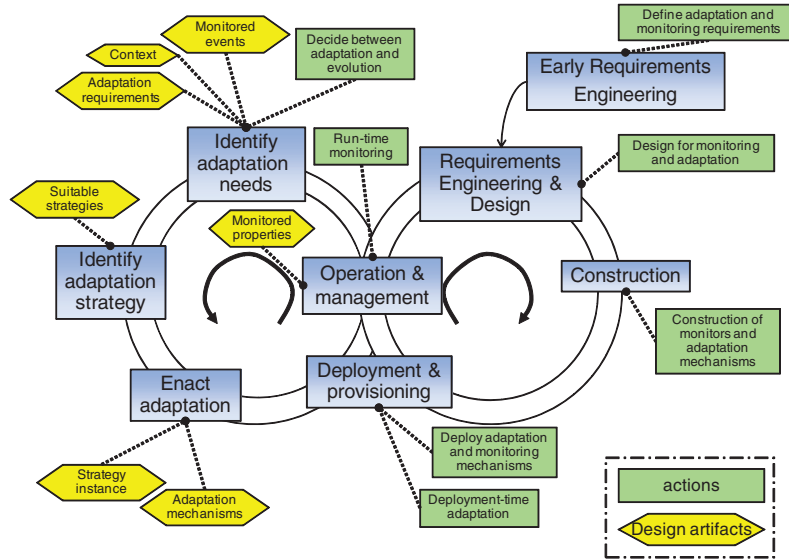 Monitored
events
Context
Adaptation
requirements
Decide between
adaptation and
evolution
Define adaptation and
monitoring requirements
Early Requirements
Engineering
Identify
adaptation
needs
Run-time
monitoring
Requirements
Engineering &
Design
Design for monitoring
and adaptation
Suitable
strategies
Monitored
properties
Identify
adaptation
strategy
Operation &
management
Construction
Construction of
monitors and
adaptation
mechanisms
Enact
adaptation
Deployment &
provisioning
Deploy adaptation
and monitoring
mechanisms
Strategy
instance
Adaptation
mechanisms
Deployment-time
adaptation
actions
Design artifacts